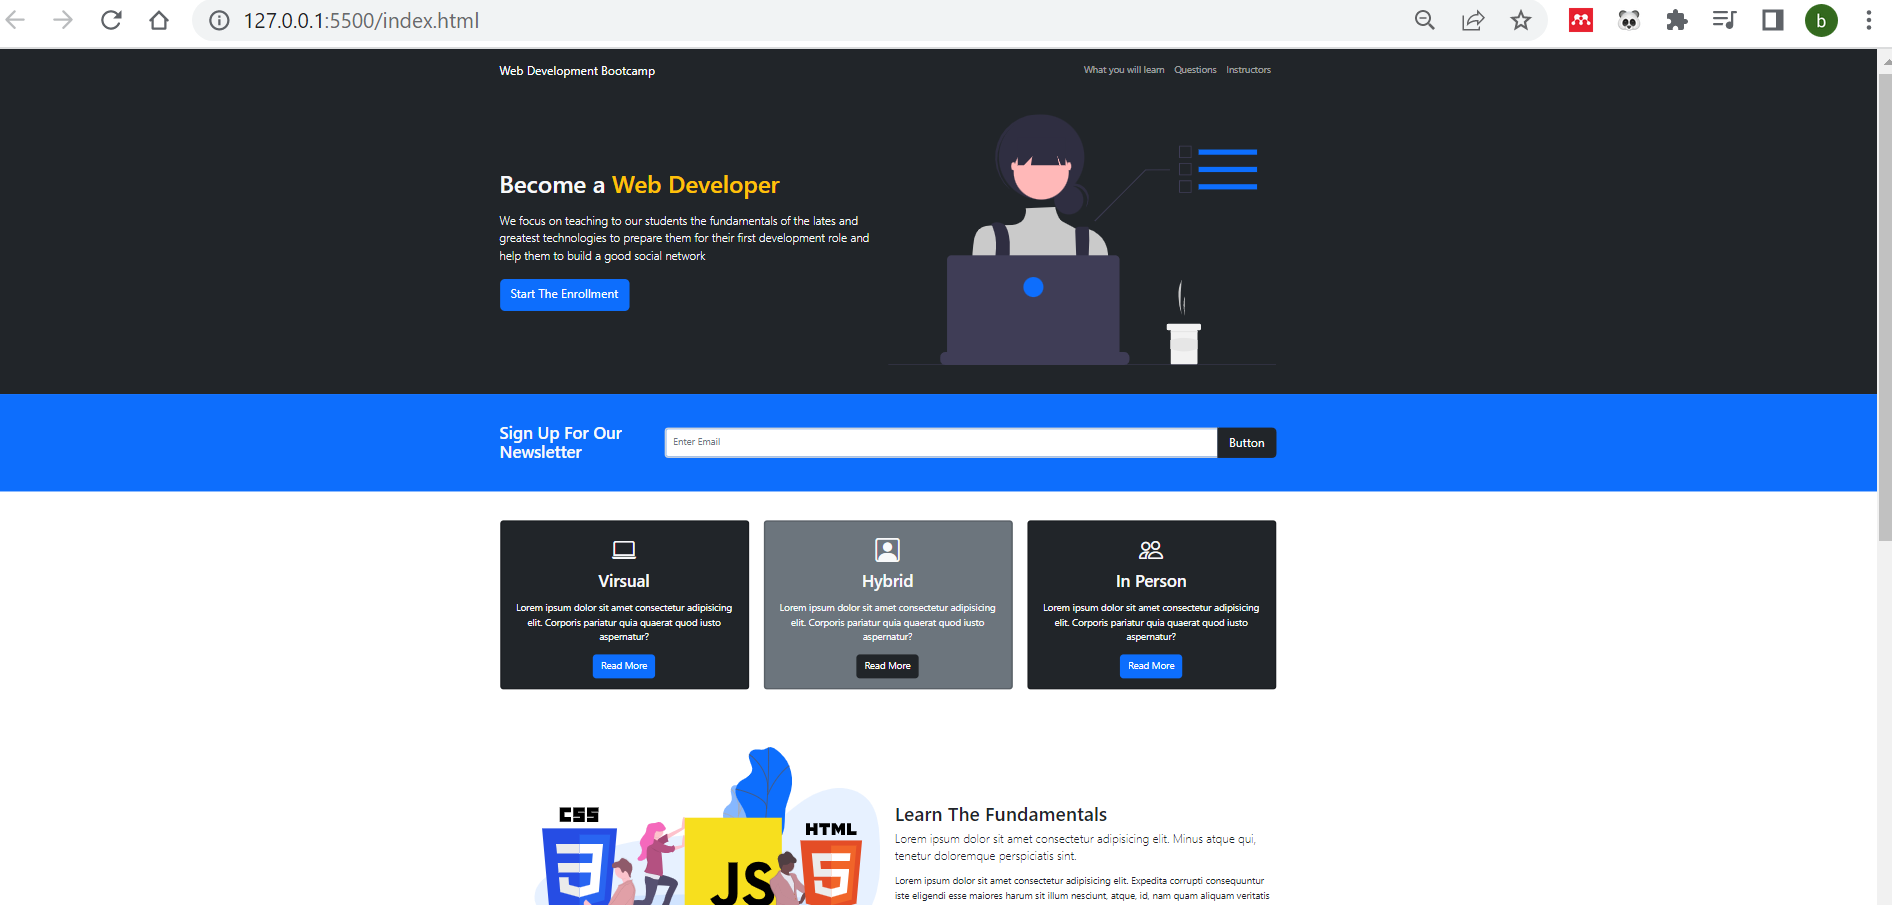 127.0.0.1:5500/index.html
b
Web Development Bootcamp
What you will learn Questions Instructors
Become a Web Developer
We focus on teaching to our students the fundamentals of the lates and
greatest technologies to prepare them for their first development role and
help them to build a good social network
Start The Enrollment
Sign Up For Our
Newsletter
Enter Email
Button
Virsual
Lorem ipsum dolor sit amet consectetur adipisicing
elit. Corporis pariatur quia quaerat quod iusto
aspernatur?
Read More
Hybrid
Lorem ipsum dolor sit amet consectetur adipisicing
elit. Corporis pariatur quia quaerat quod iusto
aspernatur?
Read More
In Person
Lorem ipsum dolor sit amet consectetur adipisicing
elit. Corporis pariatur quia quaerat quod iusto
aspernatur?
Read More
CSS
3
JS
HTML
5
Learn The Fundamentals
Lorem ipsum dolor sit amet consectetur adipisicing elit. Minus atque qui,
tenetur doloremque perspiciatis sint.
Lorem ipsum dolor sit amet consectetur adipisicing elit. Expedita corrupti consequuntur
iste eligendi esse maiores harum sit illum nesciunt, atque, id, nam quam aliquam veritatis